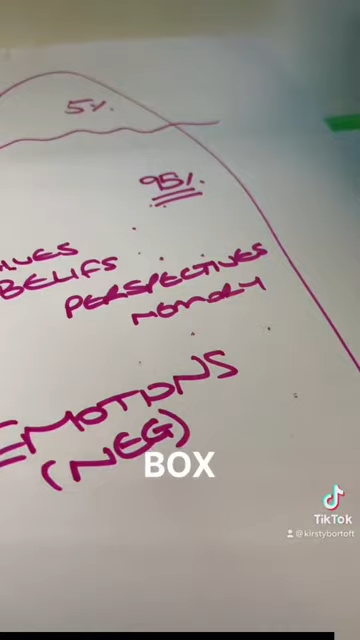 5%
95%
BELIFS
PERSPECTIVES
MEMORY
EMOTIONS
(NEG)
BOX
TikTok
@kirstybortoft